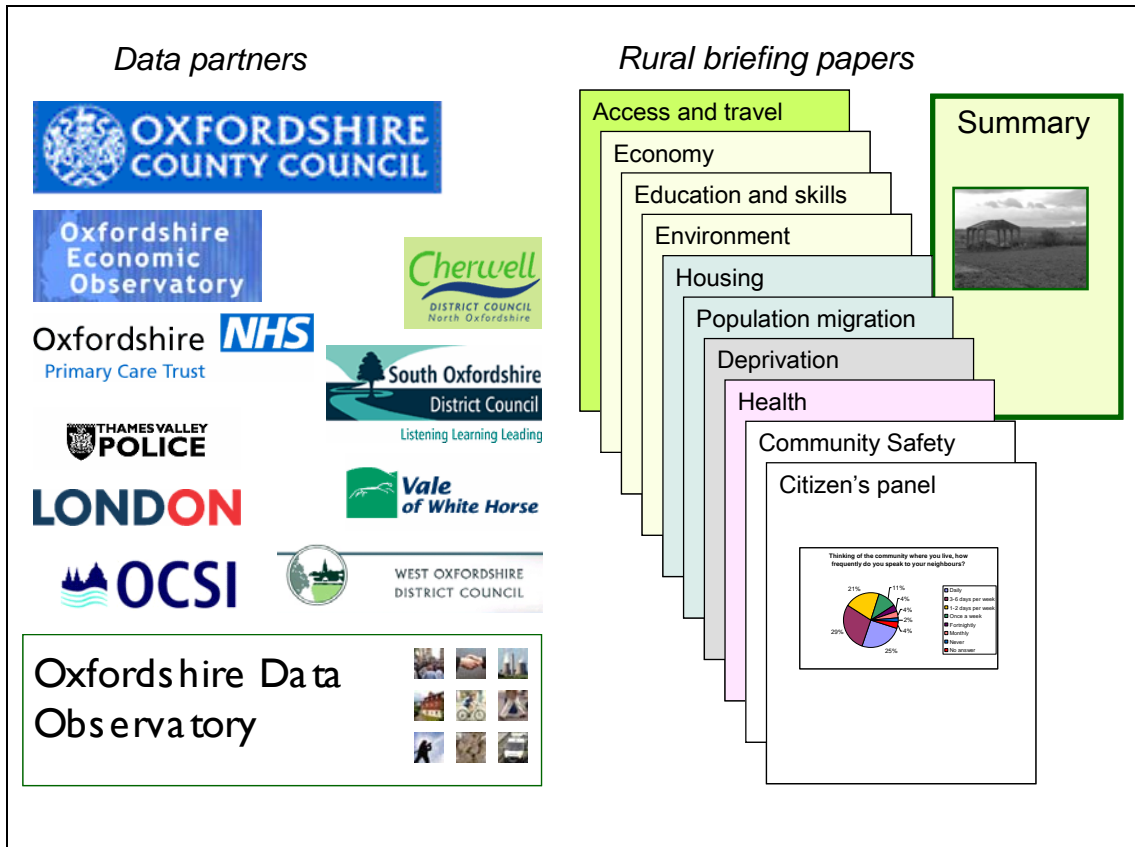 Data partners
OXFORDSHIRE
COUNTY COUNCIL
Oxfordshire
Economic
Observatory
Cherwell
DISTRICT COUNCIL
North Oxfordshire
Oxfordshire NHS
Primary Care Trust
South Oxfordshire
District Council
Listening Learning Leading
THAMES VALLEY
POLICE
Vale
of White Horse
LONDON
OCSI
WEST OXFORDSHIRE
DISTRICT COUNCIL
Oxfordshire Data
Observatory
Rural briefing papers
Access and travel
Economy
Education and skills
Environment
Housing
Population migration
Deprivation
Health
Community Safety
Citizen's panel
Thinking of the community where you live, how
frequently do you speak to your neighbours?
21%
11%
4%
4%
2%
4%
29%
25%
Daily
3-6 days per week
1-2 days per week
Once a week
Fortnightly
Monthly
Never
No answer
Summary